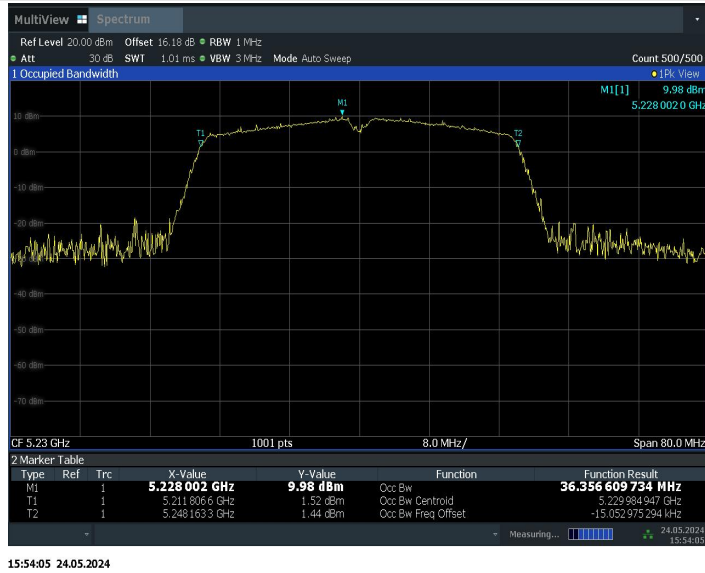 MultiView Spectrum
Ref Level 20.00 dBm Offset 16.18 dB RBW 1 MHz
Att 30 dB SWT 1.01 ms VBW 3 MHz Mode Auto Sweep Count 500/500
1 Occupied Bandwidth 1Pk View
M1[1] 9.98 dBm
5.228 002 0 GHz
M1
10 dBm
T1 T2
0 dBm
-10 dBm
-20 dBm
-40 dBm
-50 dBm
-60 dBm
-70 dBm
CF 5.23 GHz 1001 pts 8.0 MHz/ Span 80.0 MHz
2 Marker Table
Type Ref Trc X-Value Y-Value Function Function Result
M1 1 5.228 002 GHz 9.98 dBm Occ Bw 36.356 609 734 MHz
T1 1 5.211 806 6 GHz 1.52 dBm Occ Bw Centroid 5.229 984 947 GHz
T2 1 5.248 163 3 GHz 1.44 dBm Occ Bw Freq Offset -15.052 975 294 kHz
Measuring... 24.05.2024
15:54:05
15:54:05 24.05.2024